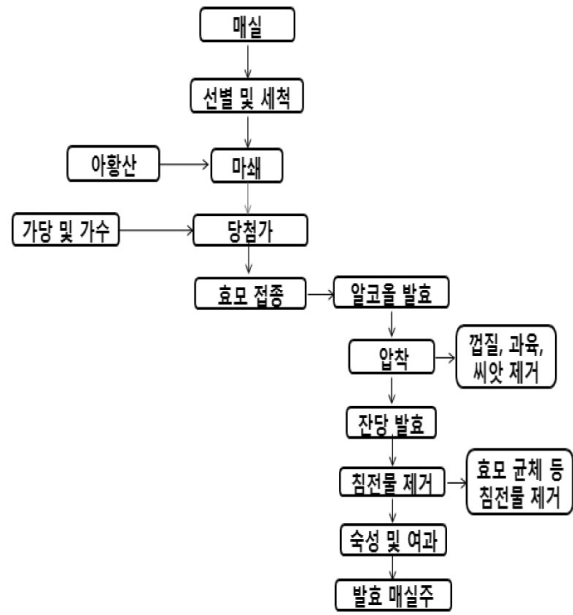 매실
선별 및 세척
아황산
마쇄
가당 및 가수
당첨가
효모 접종
알코올 발효
압착
껍질, 과육,
씨앗 제거
잔당 발효
침전물 제거
효모 균체 등
침전물 제거
숙성 및 여과
발효 매실주